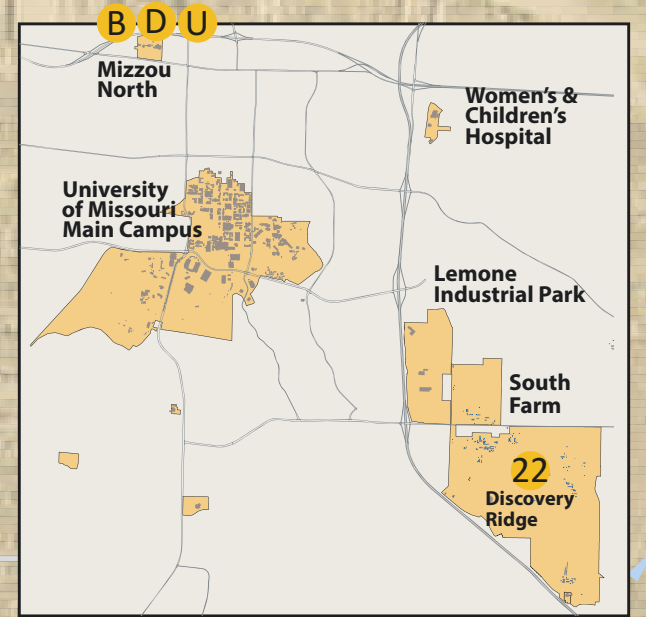 B D U
Mizzou
North
Women's &
Children's
Hospital
University
of Missouri
Main Campus
Lemone
Industrial Park
South
Farm
22
Discovery
Ridge